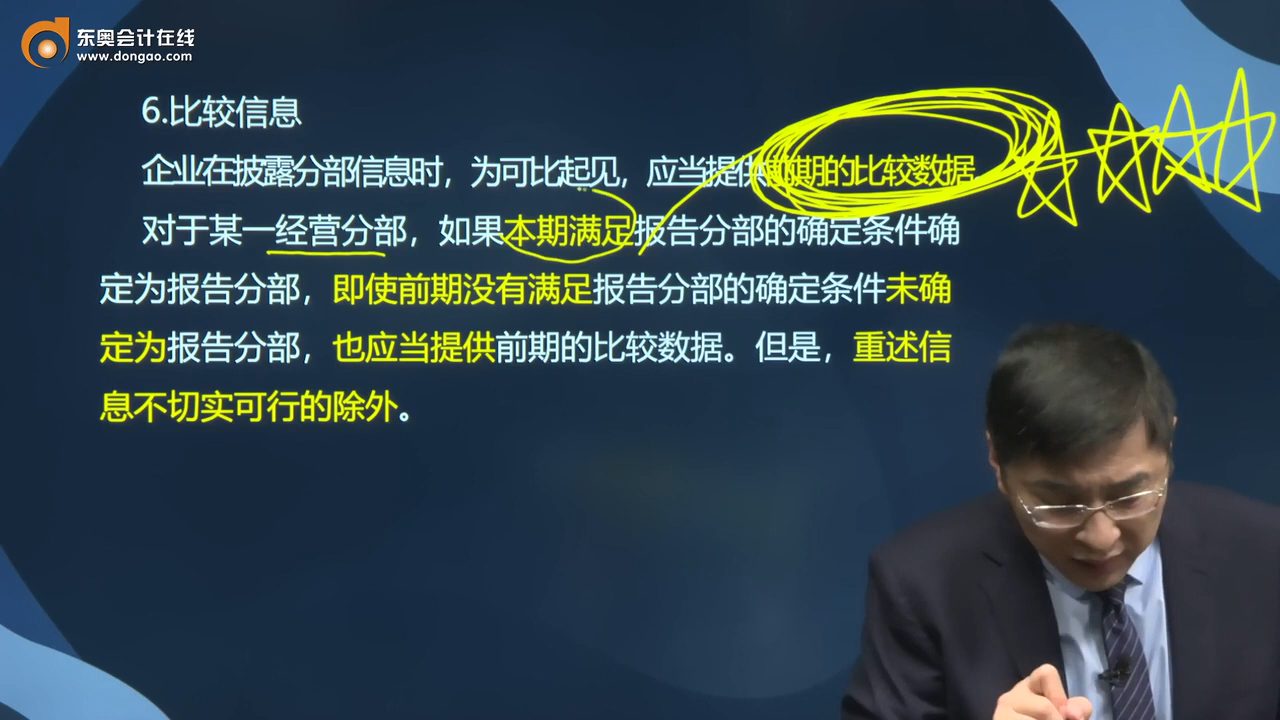 东奥会计在线
www.dongao.com
6.比较信息
企业在披露分部信息时，为可比起见，应当提供前期的比较数据
对于某一经营分部，如果本期满足报告分部的确定条件确
定为报告分部，即使前期没有满足报告分部的确定条件未确
定为报告分部，也应当提供前期的比较数据。但是，重述信
息不切实可行的除外。